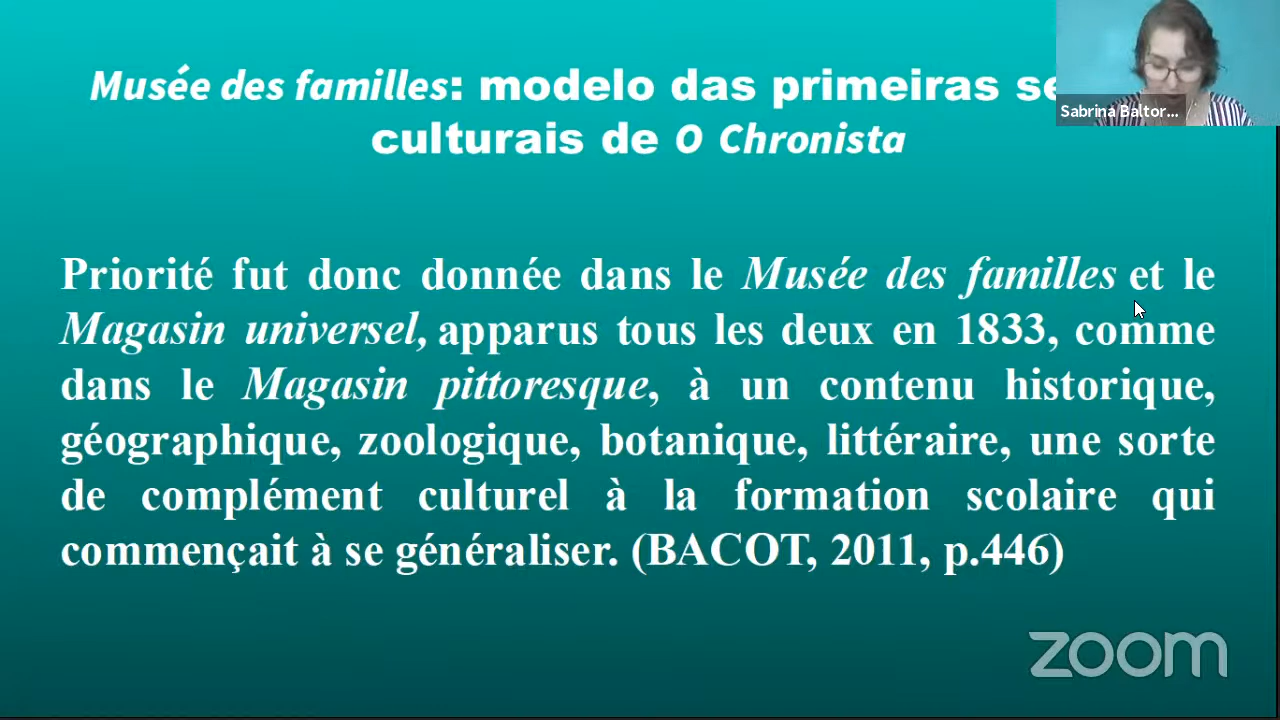 Musée des familles: modelo das primeiras
culturais de O Chronista
Sabrina Baltor...
Priorité fut donc donnée dans le Musée des familles et le
Magasin universel, apparus tous les deux en 1833, comme
dans le Magasin pittoresque, à un contenu historique,
géographique, zoologique, botanique, littéraire, une sorte
de complément culturel à la formation scolaire qui
commençait à se généraliser. (BACOT, 2011, p.446)
zoom